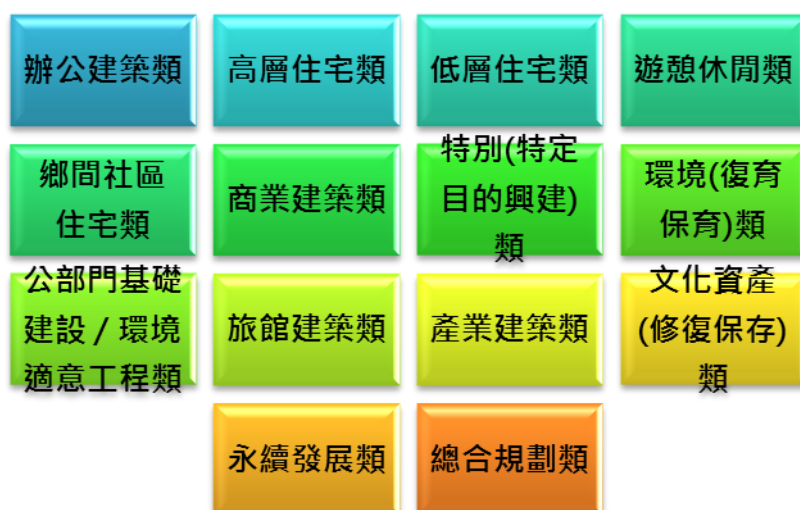 辦公建築類
高層住宅類
低層住宅類
遊憩休閒類
鄉間社區
住宅類
商業建築類
特別(特定
目的興建)
類
環境(復育
保育)類
公部門基礎
建設/環境
適意工程類
旅館建築類
產業建築類
文化資產
(修復保存)
類
永續發展類
總合規劃類